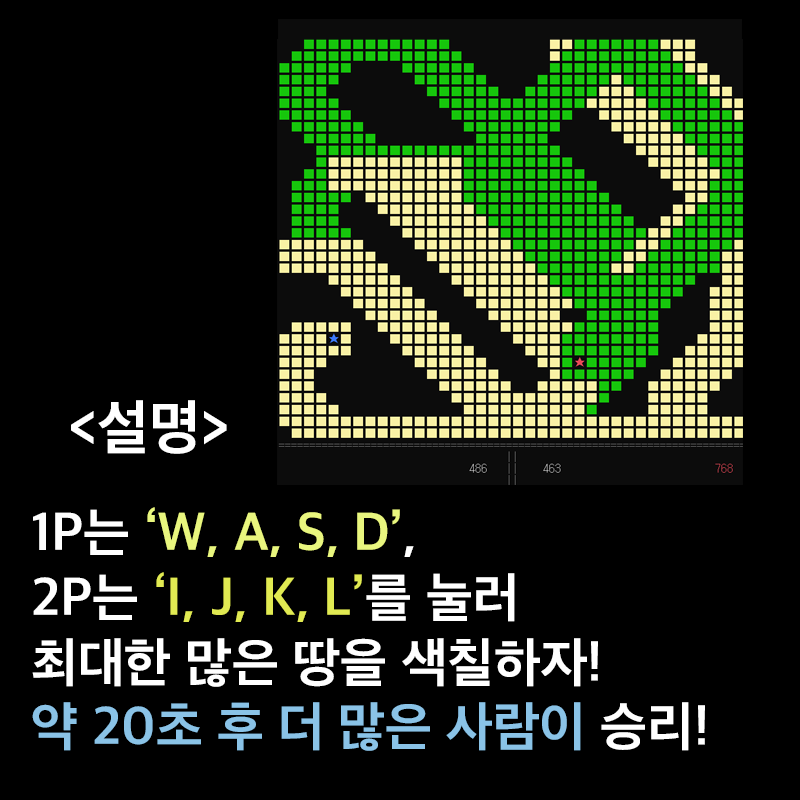 486 || 463 768
<설명>
1P는 ‘W, A, S, D’,
2P는 ‘I, J, K, L’를 눌러
최대한 많은 땅을 색칠하자!
약 20초 후 더 많은 사람이 승리!